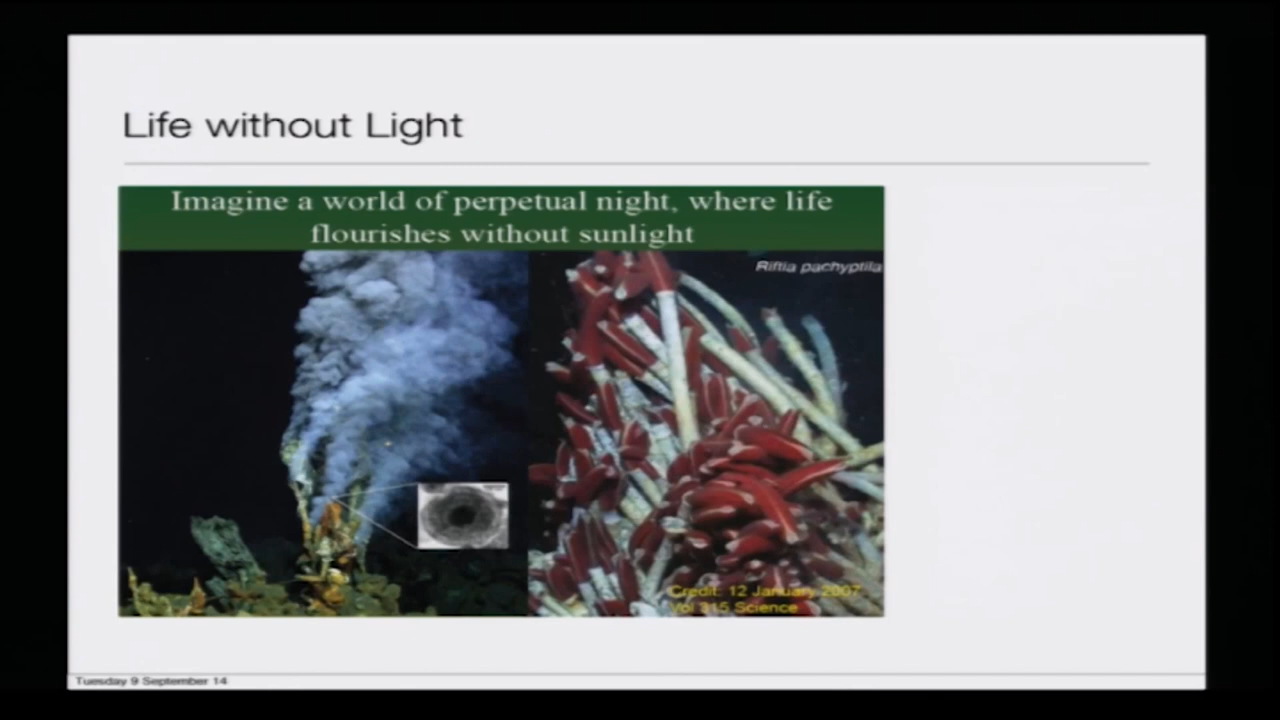 Life without Light
Imagine a world of perpetual night, where life
flourishes without sunlight
Riftia pachyptila
Credit: 12 January 2007
Vol 315 Science
Tuesday 9 September 14